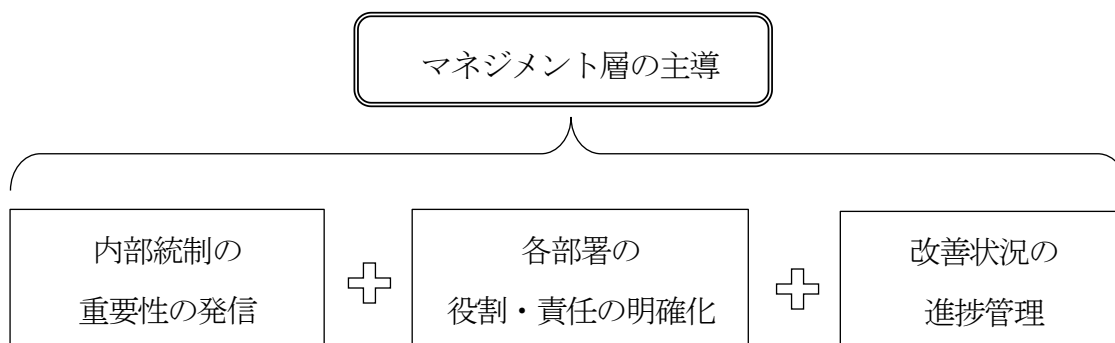 マネジメント層の主導
内部統制の
重要性の発信
各部署の
役割・責任の明確化
改善状況の
進捗管理